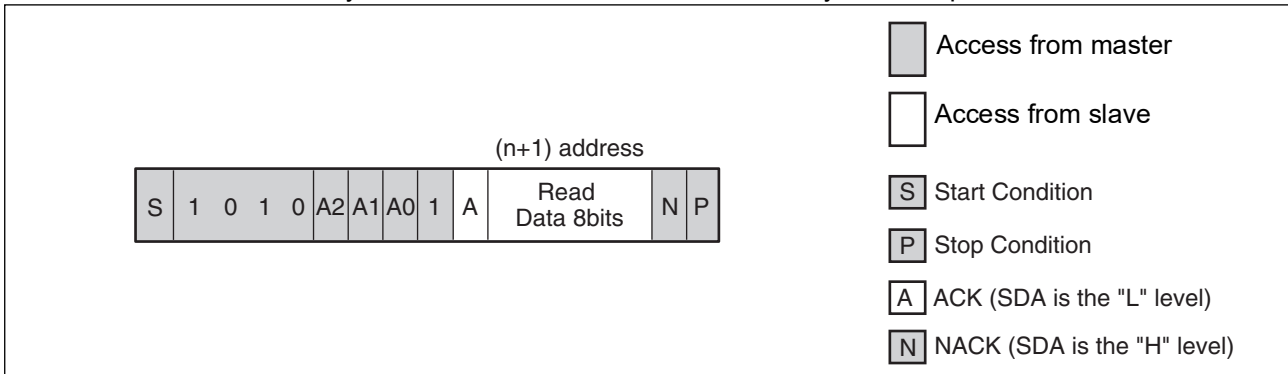 (n+1) address
S 1 0 1 0 A2 A1 A0 1 A Read Data 8bits N P
Access from master
Access from slave
S Start Condition
P Stop Condition
A ACK (SDA is the "L" level)
N NACK (SDA is the "H" level)